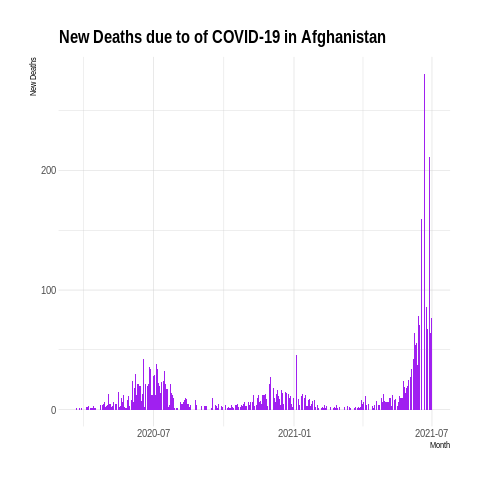 New Deaths due to of COVID-19 in Afghanistan
New Deaths
200
100
0
2020-07
2021-01
2021-07
Month